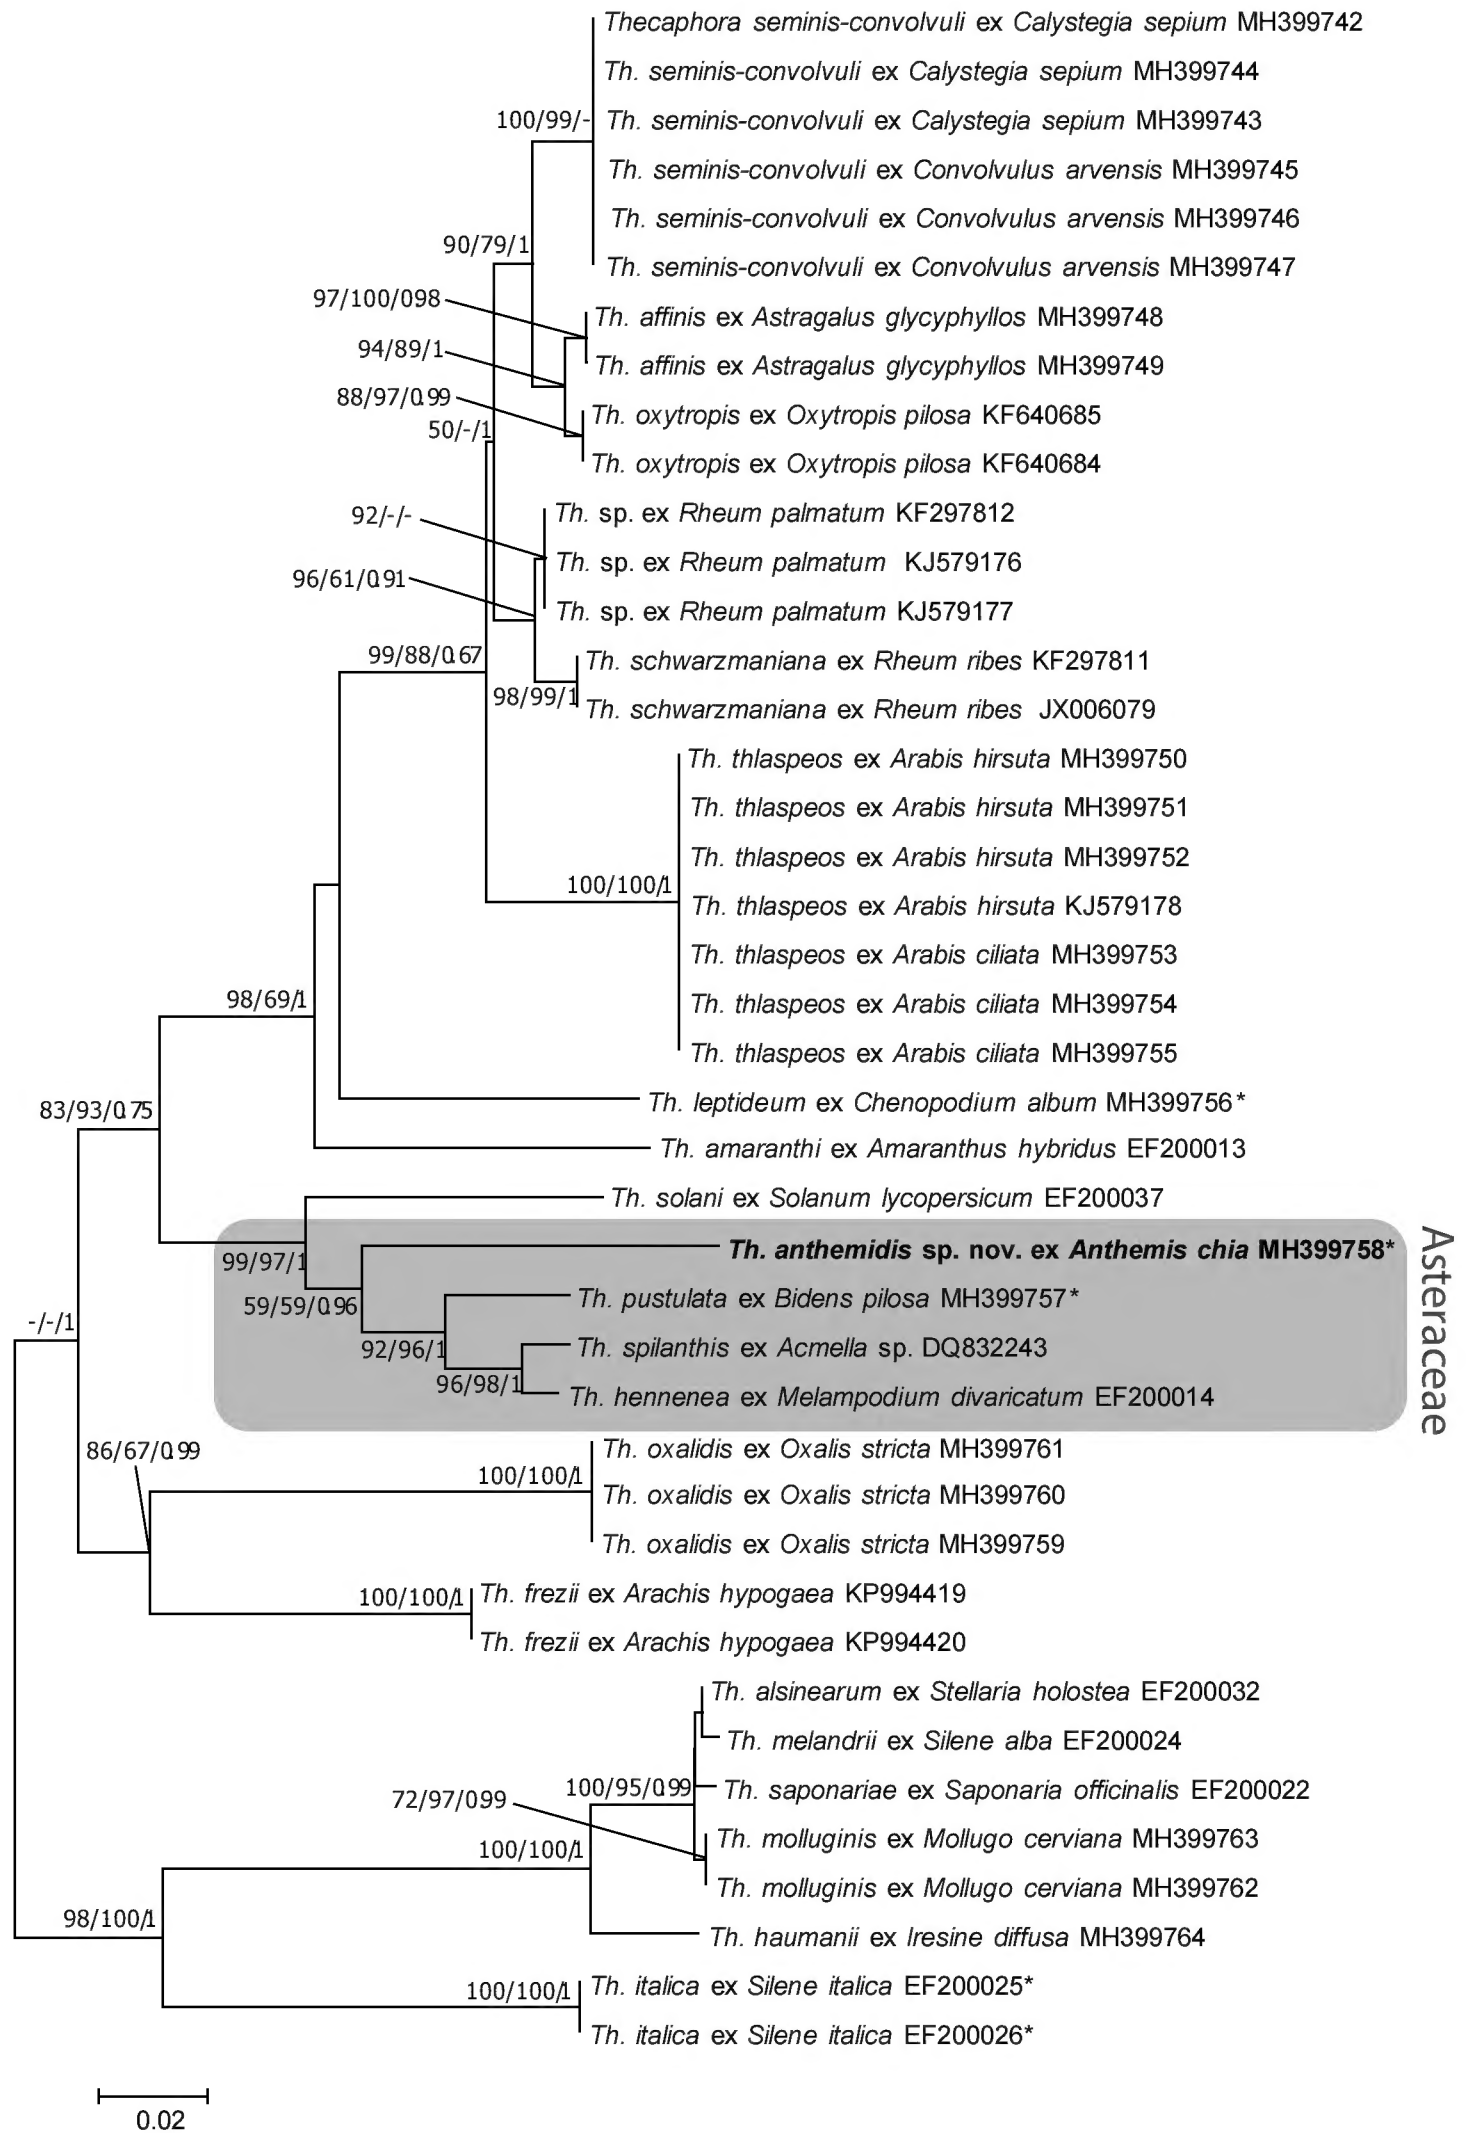 Thecaphora seminis-convolvuli ex Calystegia sepium MH399742
Th. seminis-convolvuli ex Calystegia sepium MH399744
100/99/-
Th. seminis-convolvuli ex Calystegia sepium MH399743
Th. seminis-convolvuli ex Convolvulus arvensis MH399745
Th. seminis-convolvuli ex Convolvulus arvensis MH399746
90/79/1
Th. seminis-convolvuli ex Convolvulus arvensis MH399747
97/100/098
Th. affinis ex Astragalus glycyphyllos MH399748
94/89/1
Th. affinis ex Astragalus glycyphyllos MH399749
88/97/0.99
Th. oxytropis ex Oxytropis pilosa KF640685
50/-/1
Th. oxytropis ex Oxytropis pilosa KF640684
92/-/-
Th. sp. ex Rheum palmatum KF297812
Th. sp. ex Rheum palmatum KJ579176
96/61/0.91
Th. sp. ex Rheum palmatum KJ579177
99/88/0.67
Th. schwarzmaniana ex Rheum ribes KF297811
98/99/1
Th. schwarzmaniana ex Rheum ribes JX006079
Th. thlaspeos ex Arabis hirsuta MH399750
Th. thlaspeos ex Arabis hirsuta MH399751
Th. thlaspeos ex Arabis hirsuta MH399752
100/100/1
Th. thlaspeos ex Arabis hirsuta KJ579178
Th. thlaspeos ex Arabis ciliata MH399753
98/69/1
Th. thlaspeos ex Arabis ciliata MH399754
Th. thlaspeos ex Arabis ciliata MH399755
83/93/0.75
Th. leptideum ex Chenopodium album MH399756*
Th. amaranthi ex Amaranthus hybridus EF200013
Th. solani ex Solanum lycopersicum EF200037
99/97/1
Th. anthemidis sp. nov. ex Anthemis chia MH399758*
59/59/0.96
Th. pustulata ex Bidens pilosa MH399757*
-/-/1
92/96/1
Th. spilanthis ex Acmella sp. DQ832243
96/98/1
Th. hennenea ex Melampodium divaricatum EF200014
Asteraceae
86/67/0.99
Th. oxalidis ex Oxalis stricta MH399761
100/100/1
Th. oxalidis ex Oxalis stricta MH399760
Th. oxalidis ex Oxalis stricta MH399759
100/100/1
Th. frezii ex Arachis hypogaea KP994419
Th. frezii ex Arachis hypogaea KP994420
Th. alsinearum ex Stellaria holostea EF200032
Th. melandrii ex Silene alba EF200024
100/95/0.99
Th. saponariae ex Saponaria officinalis EF200022
72/97/099
Th. molluginis ex Mollugo cerviana MH399763
100/100/1
Th. molluginis ex Mollugo cerviana MH399762
98/100/1
Th. haumanii ex Iresine diffusa MH399764
100/100/1
Th. italica ex Silene italica EF200025*
Th. italica ex Silene italica EF200026*
0.02